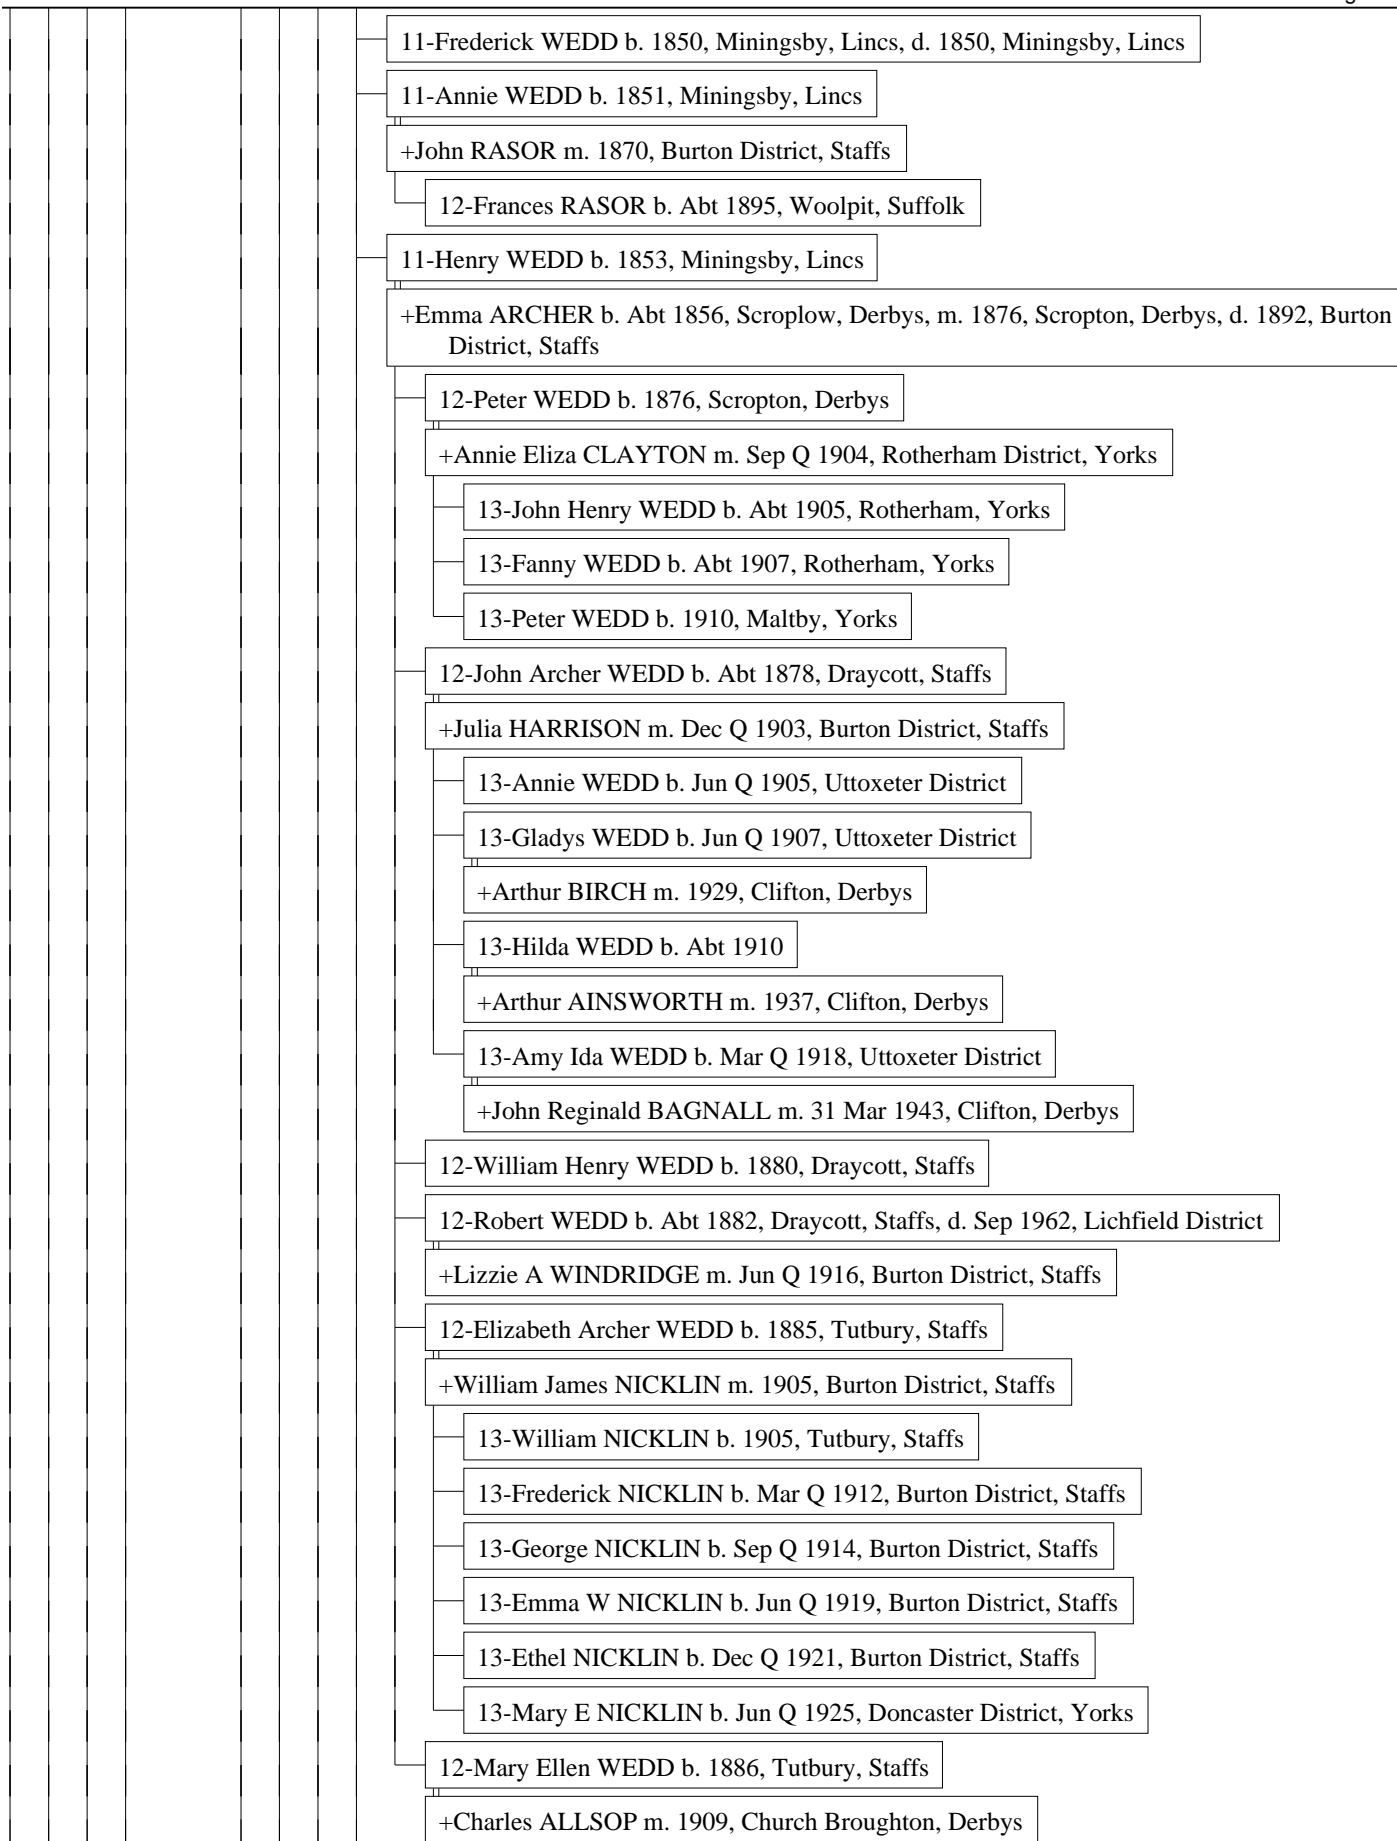 11-Frederick WEDD b. 1850, Miningsby, Lincs, d. 1850, Miningsby, Lincs
11-Annie WEDD b. 1851, Miningsby, Lincs
+John RASOR m. 1870, Burton District, Staffs
12-Frances RASOR b. Abt 1895, Woolpit, Suffolk
11-Henry WEDD b. 1853, Miningsby, Lincs
+Emma ARCHER b. Abt 1856, Scroplow, Derbys, m. 1876, Scropton, Derbys, d. 1892, Burton
District, Staffs
12-Peter WEDD b. 1876, Scropton, Derbys
+Annie Eliza CLAYTON m. Sep Q 1904, Rotherham District, Yorks
13-John Henry WEDD b. Abt 1905, Rotherham, Yorks
13-Fanny WEDD b. Abt 1907, Rotherham, Yorks
13-Peter WEDD b. 1910, Maltby, Yorks
12-John Archer WEDD b. Abt 1878, Draycott, Staffs
+Julia HARRISON m. Dec Q 1903, Burton District, Staffs
13-Annie WEDD b. Jun Q 1905, Uttoxeter District
13-Gladys WEDD b. Jun Q 1907, Uttoxeter District
+Arthur BIRCH m. 1929, Clifton, Derbys
13-Hilda WEDD b. Abt 1910
+Arthur AINSWORTH m. 1937, Clifton, Derbys
13-Amy Ida WEDD b. Mar Q 1918, Uttoxeter District
+John Reginald BAGNALL m. 31 Mar 1943, Clifton, Derbys
12-William Henry WEDD b. 1880, Draycott, Staffs
12-Robert WEDD b. Abt 1882, Draycott, Staffs, d. Sep 1962, Lichfield District
+Lizzie A WINDRIDGE m. Jun Q 1916, Burton District, Staffs
12-Elizabeth Archer WEDD b. 1885, Tutbury, Staffs
+William James NICKLIN m. 1905, Burton District, Staffs
13-William NICKLIN b. 1905, Tutbury, Staffs
13-Frederick NICKLIN b. Mar Q 1912, Burton District, Staffs
13-George NICKLIN b. Sep Q 1914, Burton District, Staffs
13-Emma W NICKLIN b. Jun Q 1919, Burton District, Staffs
13-Ethel NICKLIN b. Dec Q 1921, Burton District, Staffs
13-Mary E NICKLIN b. Jun Q 1925, Doncaster District, Yorks
12-Mary Ellen WEDD b. 1886, Tutbury, Staffs
+Charles ALLSOP m. 1909, Church Broughton, Derbys